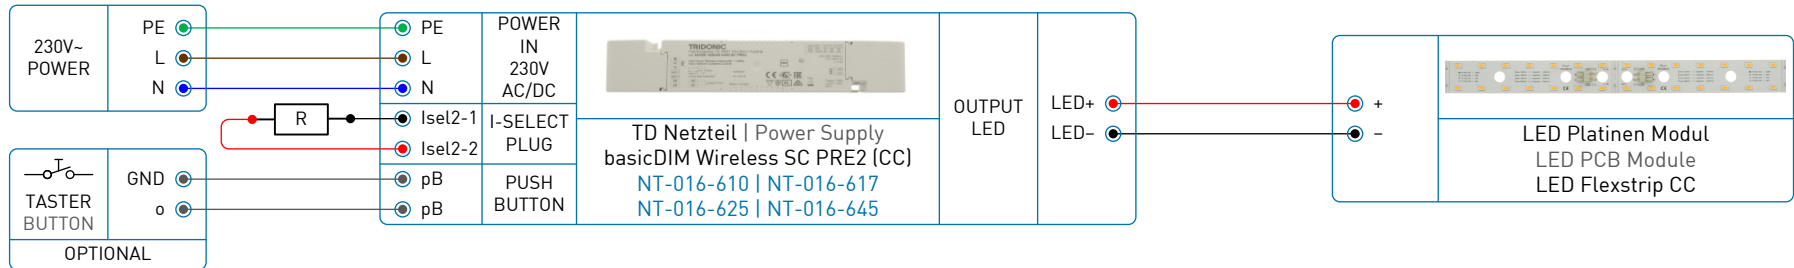 230V~
POWER
PE
L
N
PE
L
N
POWER
IN
230V
AC/DC
R
Isel2-1
Isel2-2
I-SELECT
PLUG
TASTER
BUTTON
OPTIONAL
GND
o
pB
pB
PUSH
BUTTON
TRIDONIC
TD Netzteil | Power Supply
basicDIM Wireless SC PRE2 (CC)
NT-016-610 | NT-016-617
NT-016-625 | NT-016-645
OUTPUT
LED
LED+
LED–
+
–
LED Platinen Modul
LED PCB Module
LED Flexstrip CC